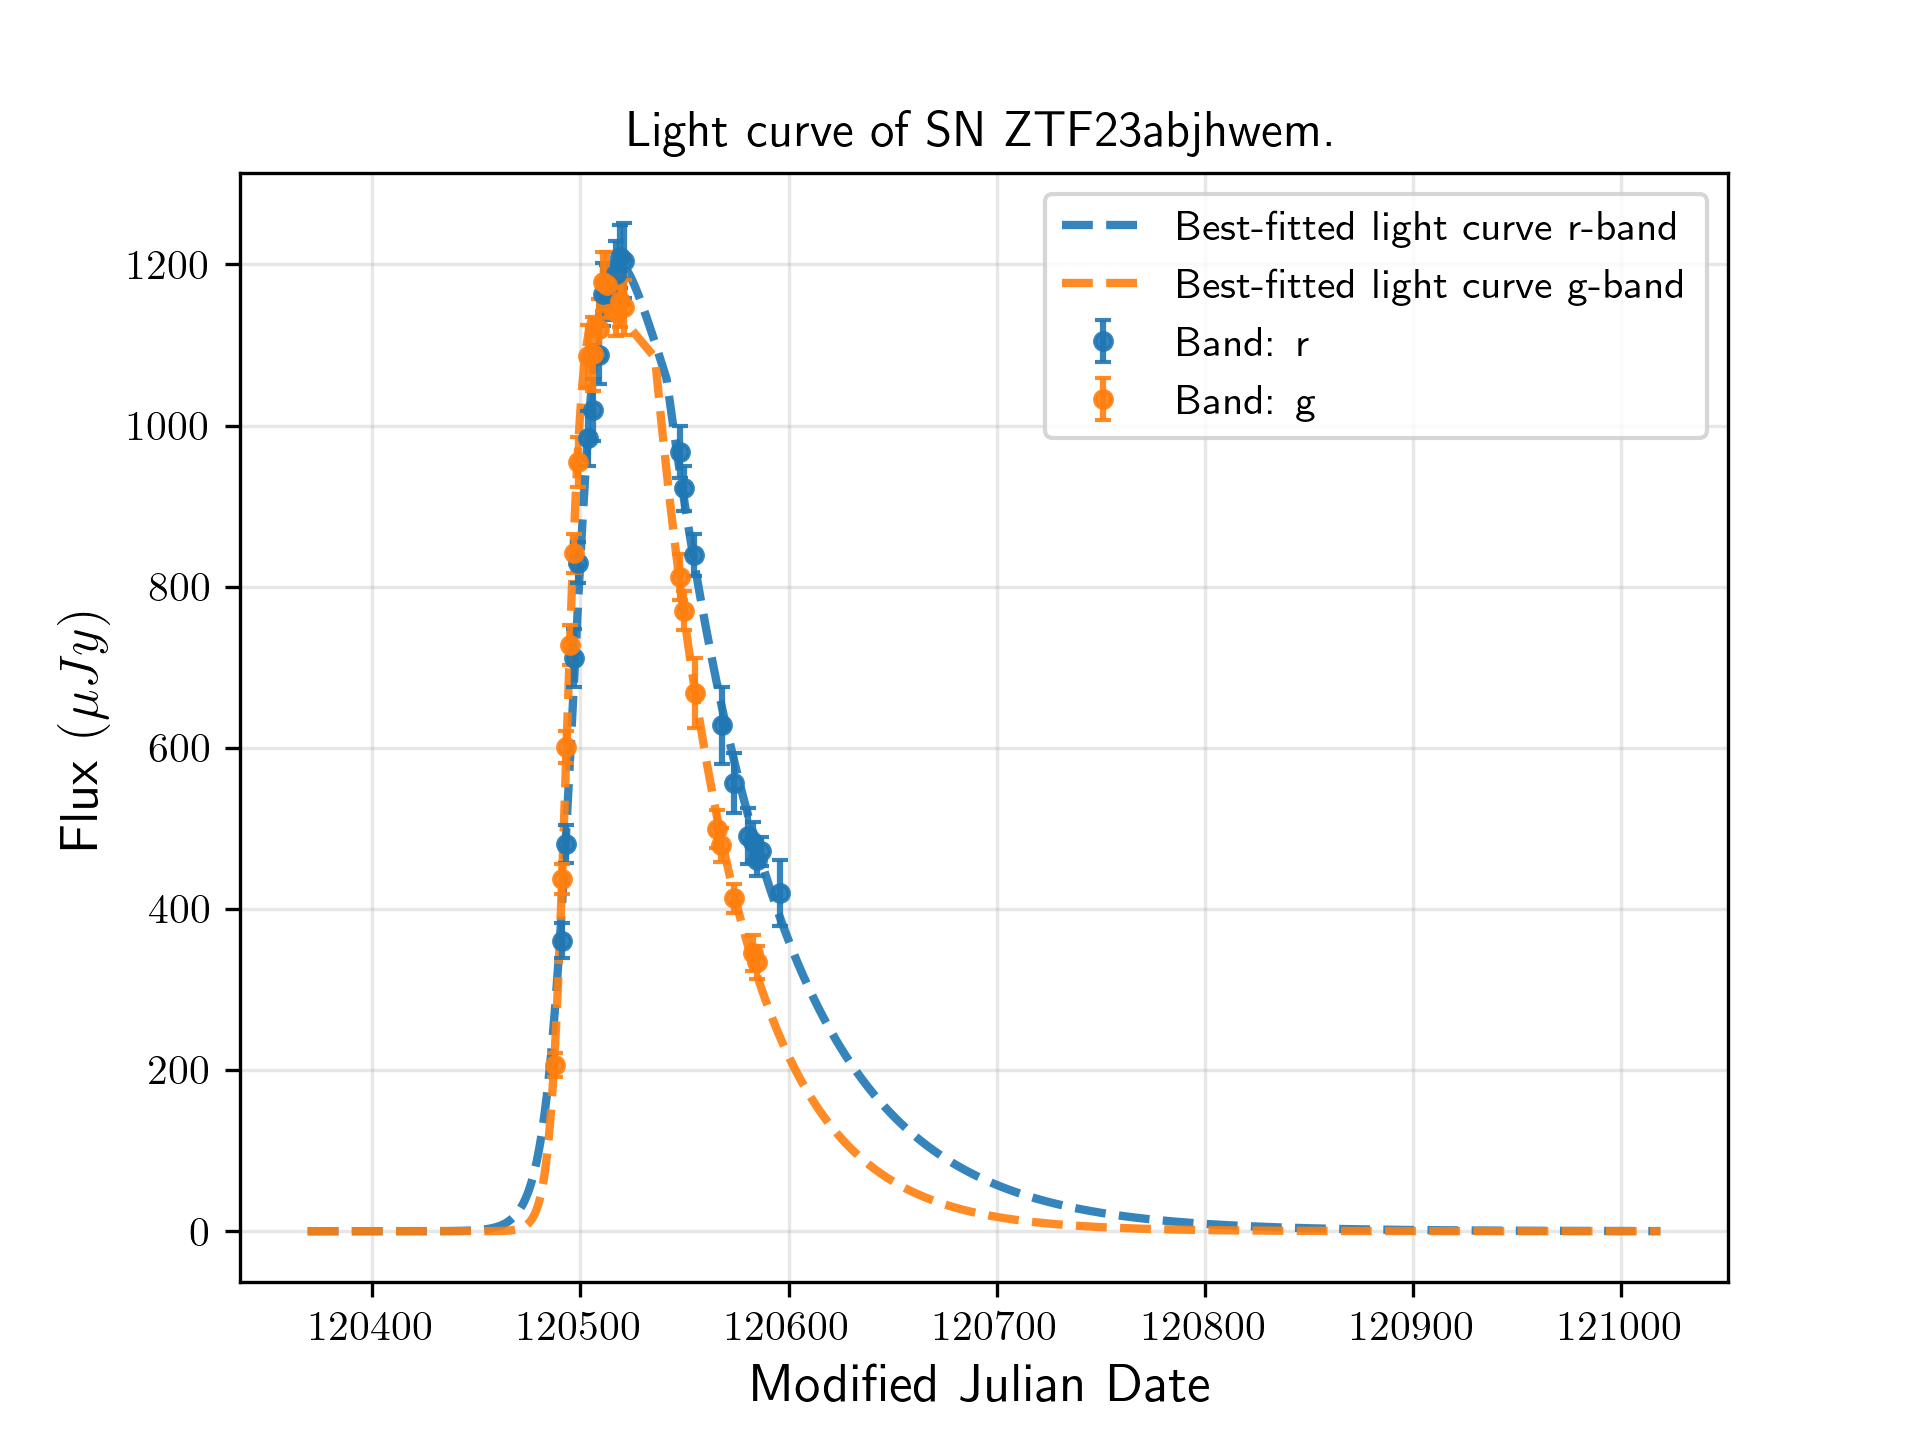 Light curve of SN ZTF23abjhwem.
Best-fitted light curve r-band
Best-fitted light curve g-band
Band: r
Band: g
Flux (μJy)
1200
1000
800
600
400
200
0
120400 120500 120600 120700 120800 120900 121000
Modified Julian Date